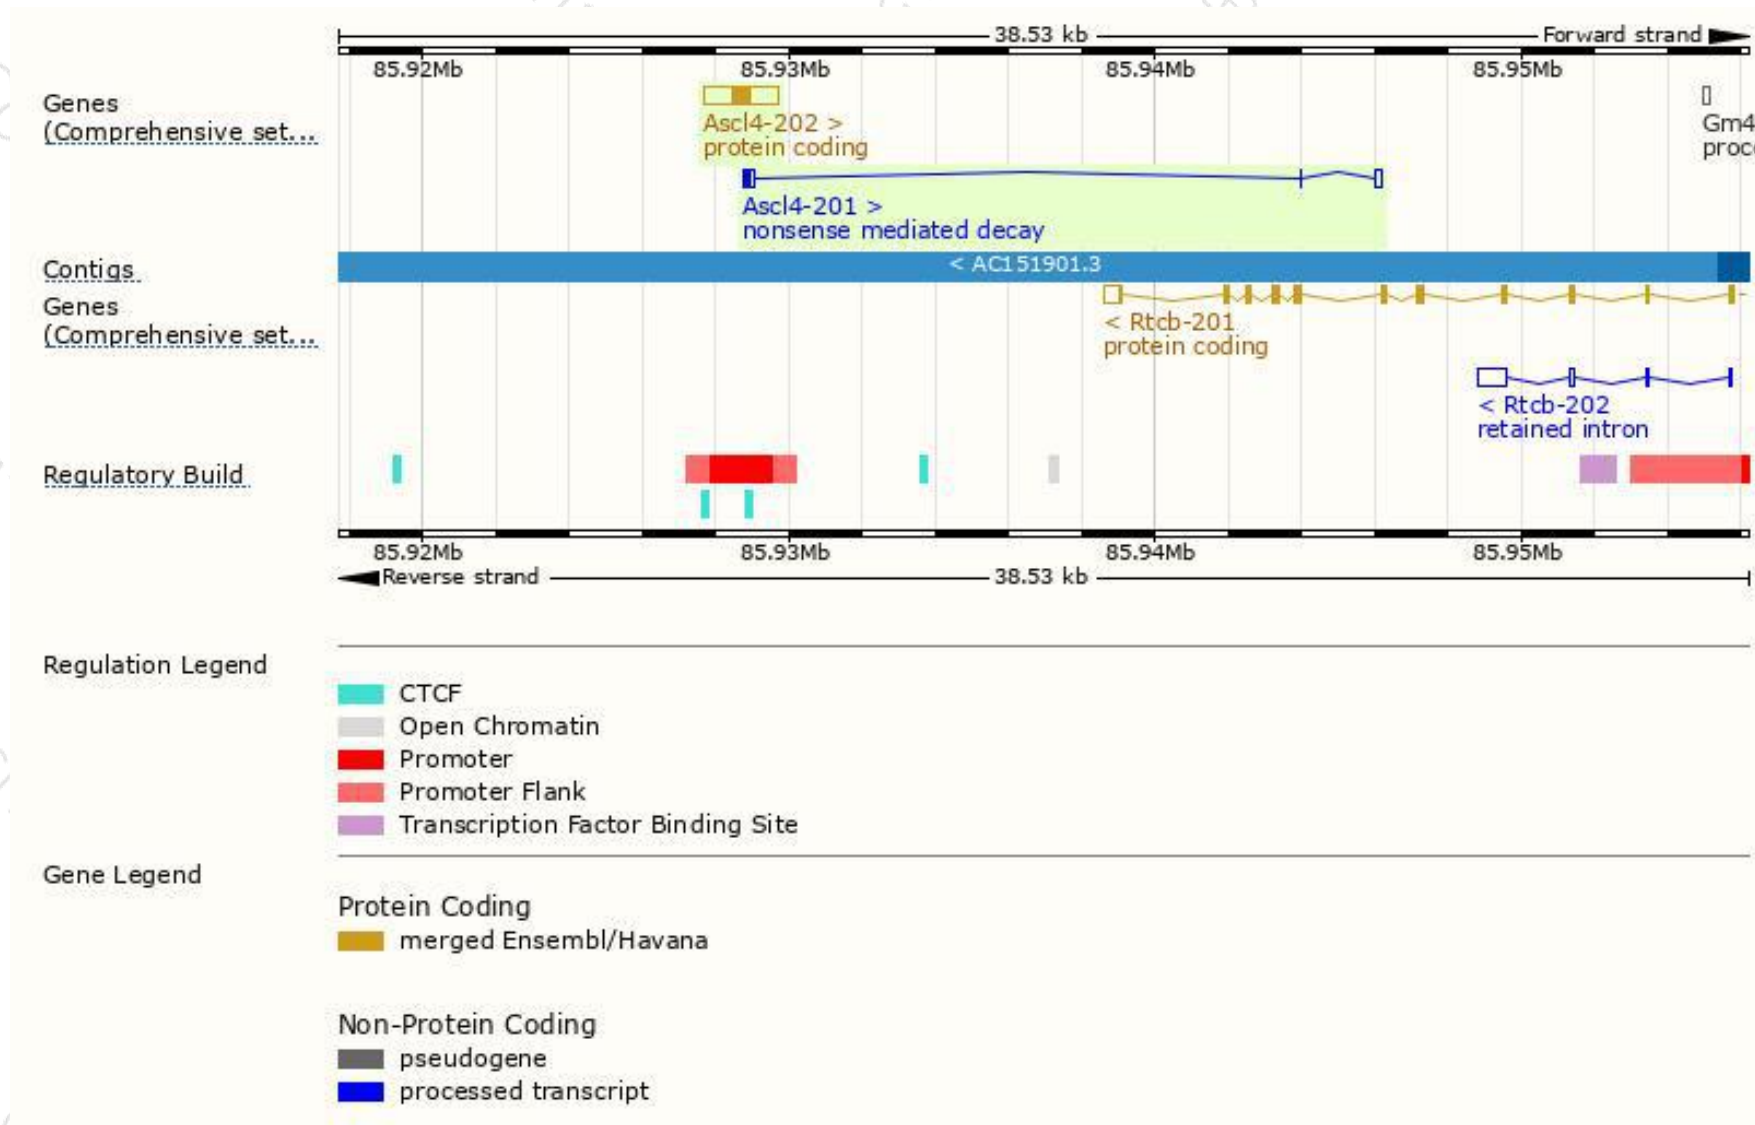 38.53 kb Forward strand
85.92Mb 85.93Mb 85.94Mb 85.95Mb
Genes
(Comprehensive set...
Ascl4-202 >
protein coding
Gm4
proc
Ascl4-201 >
nonsense mediated decay
Contigs
< AC151901.3
Genes
(Comprehensive set...
< Rtcb-201
protein coding
< Rtcb-202
retained intron
Regulatory Build
85.92Mb 85.93Mb 85.94Mb 85.95Mb
Reverse strand 38.53 kb
Regulation Legend
CTCF
Open Chromatin
Promoter
Promoter Flank
Transcription Factor Binding Site
Gene Legend
Protein Coding
merged Ensembl/Havana
Non-Protein Coding
pseudogene
processed transcript